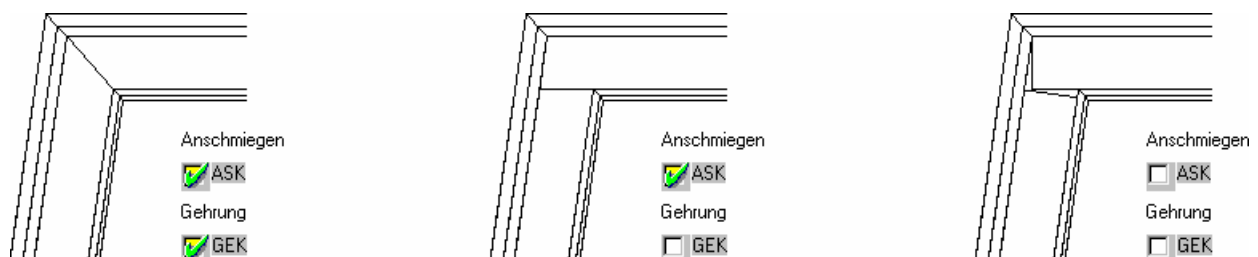 Anschmiegen
ASK
Gehrung
GEK
Anschmiegen
ASK
Gehrung
GEK
Anschmiegen
ASK
Gehrung
GEK